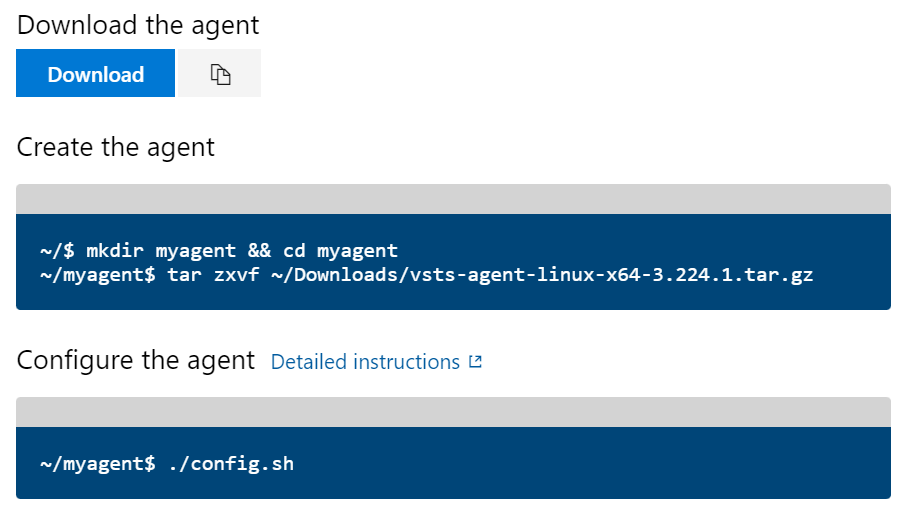 Download the agent
Download
Create the agent
~/$ mkdir myagent && cd myagent
~/myagent$ tar zxvf ~/Downloads/vsts-agent-linux-x64-3.224.1.tar.gz
Configure the agent Detailed instructions
~/myagent$ ./config.sh